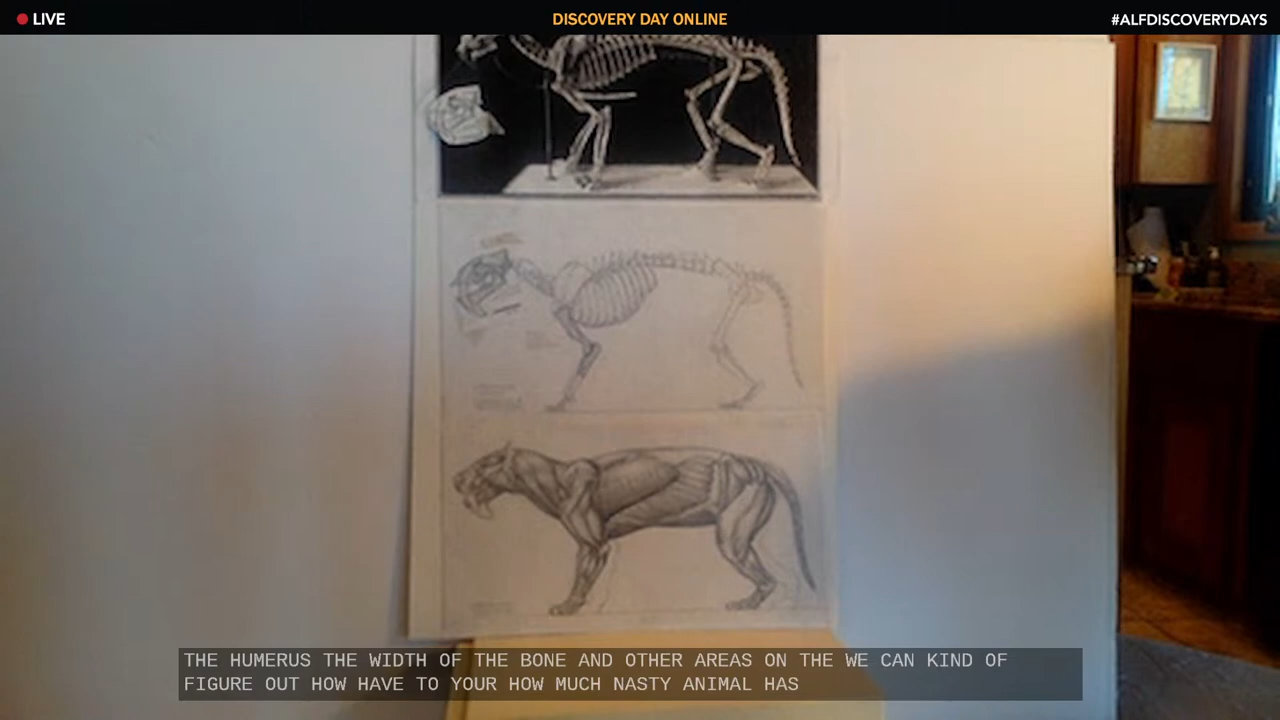 LIVE
DISCOVERY DAY ONLINE
#ALFDISCOVERYDAYS
THE HUMERUS THE WIDTH OF THE BONE AND OTHER AREAS ON THE WE CAN KIND OF
FIGURE OUT HOW HAVE TO YOUR HOW MUCH NASTY ANIMAL HAS